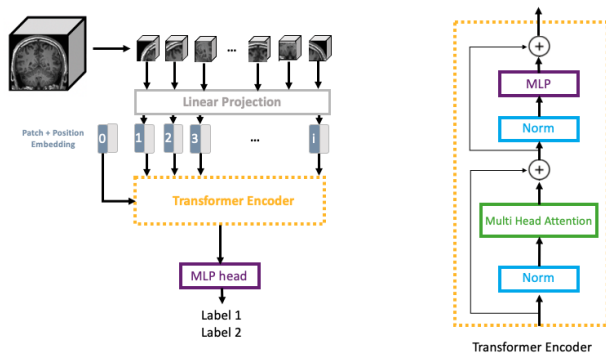 ...
Linear Projection
Patch + Position
Embedding
0
1
2
3
...
i
Transformer Encoder
MLP head
Label 1
Label 2
+
MLP
Norm
+
Multi Head Attention
Norm
Transformer Encoder